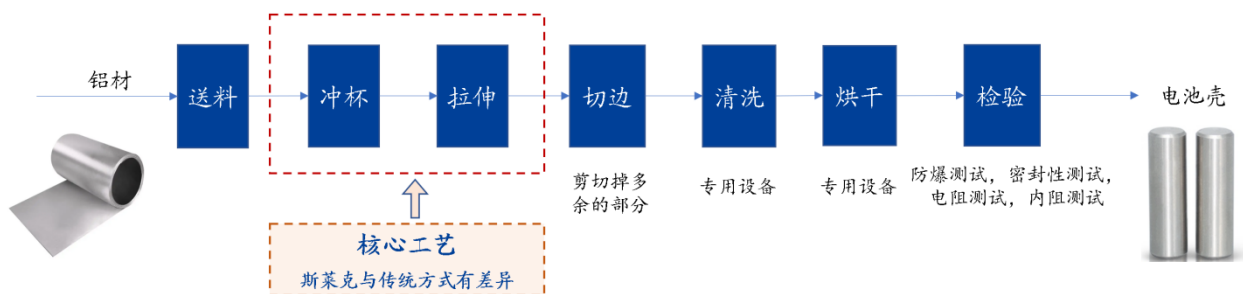 铝材
送料
冲杯
拉伸
切边
清洗
烘干
检验
电池壳
剪切掉多
余的部分
专用设备
专用设备
防爆测试，密封性测试，
电阻测试，内阻测试
核心工艺
斯莱克与传统方式有差异